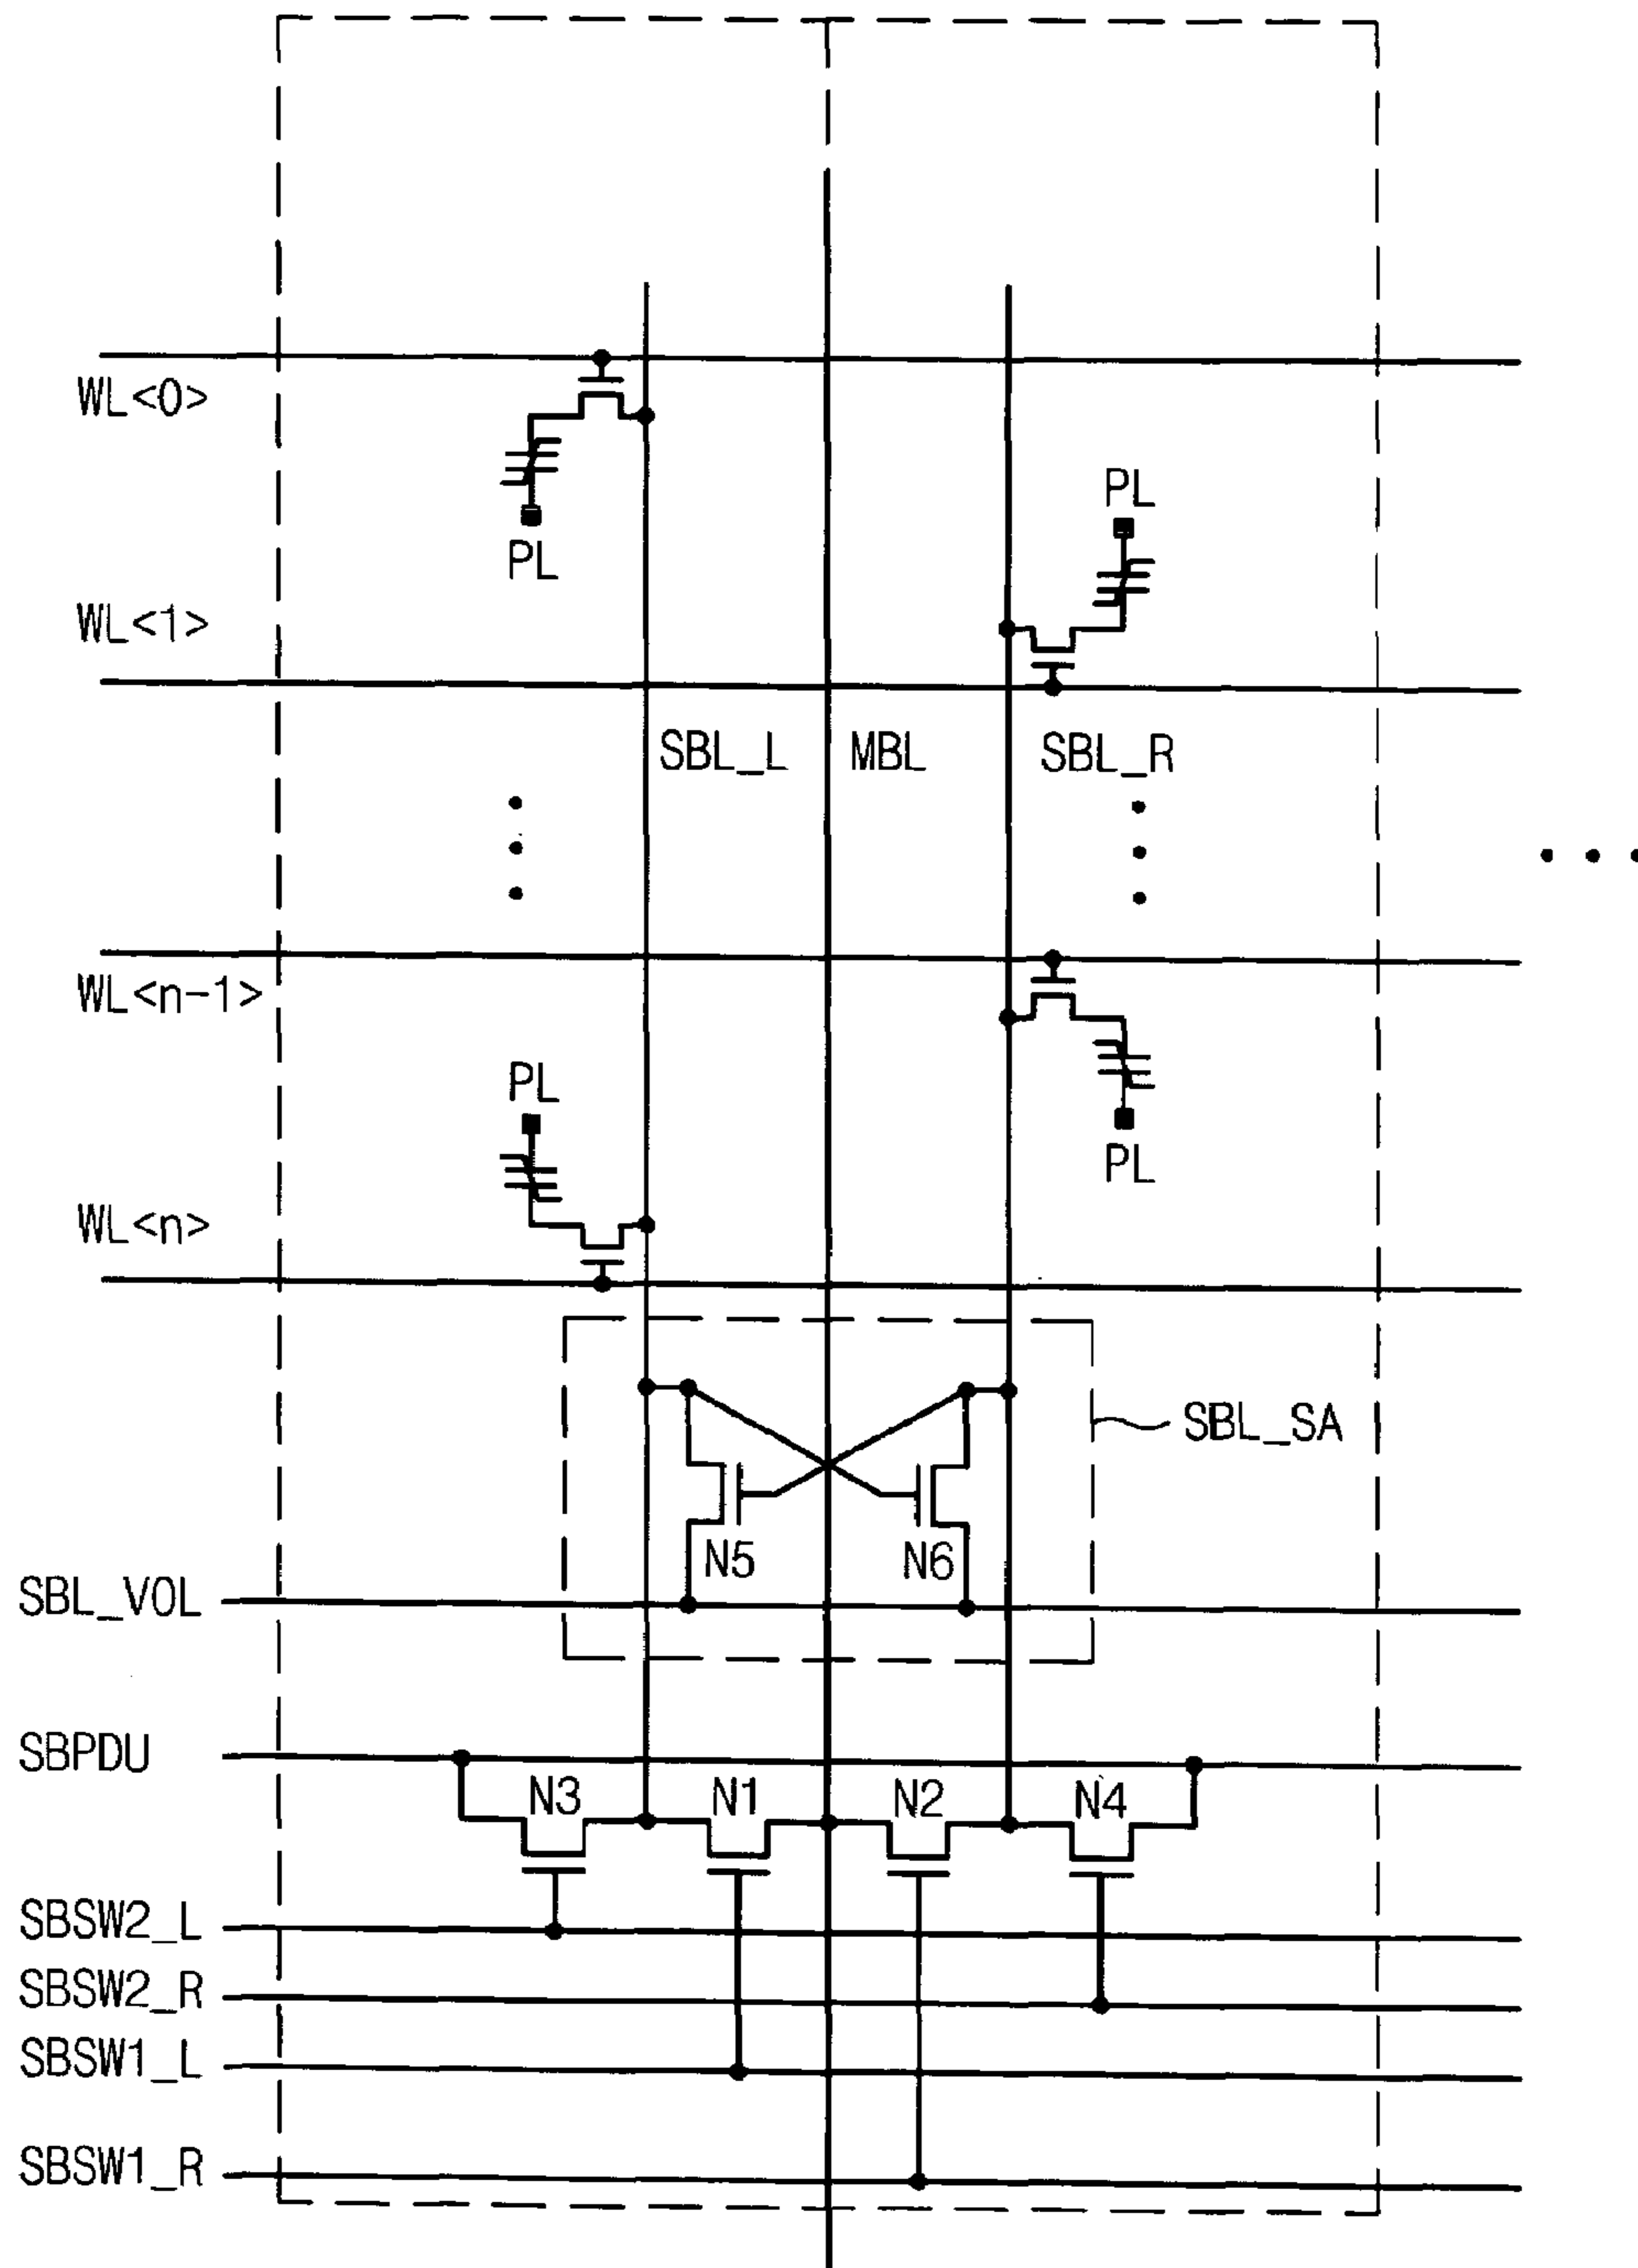 WL<0>
PL
PL
WL<1>
SBL_L
MBL
SBL_R
WL<n-1>
PL
PL
WL<n>
SBL_SA
N5
N6
SBL_VOL
SBPDU
N3
N1
N2
N4
SBSW2_L
SBSW2_R
SBSW1_L
SBSW1_R